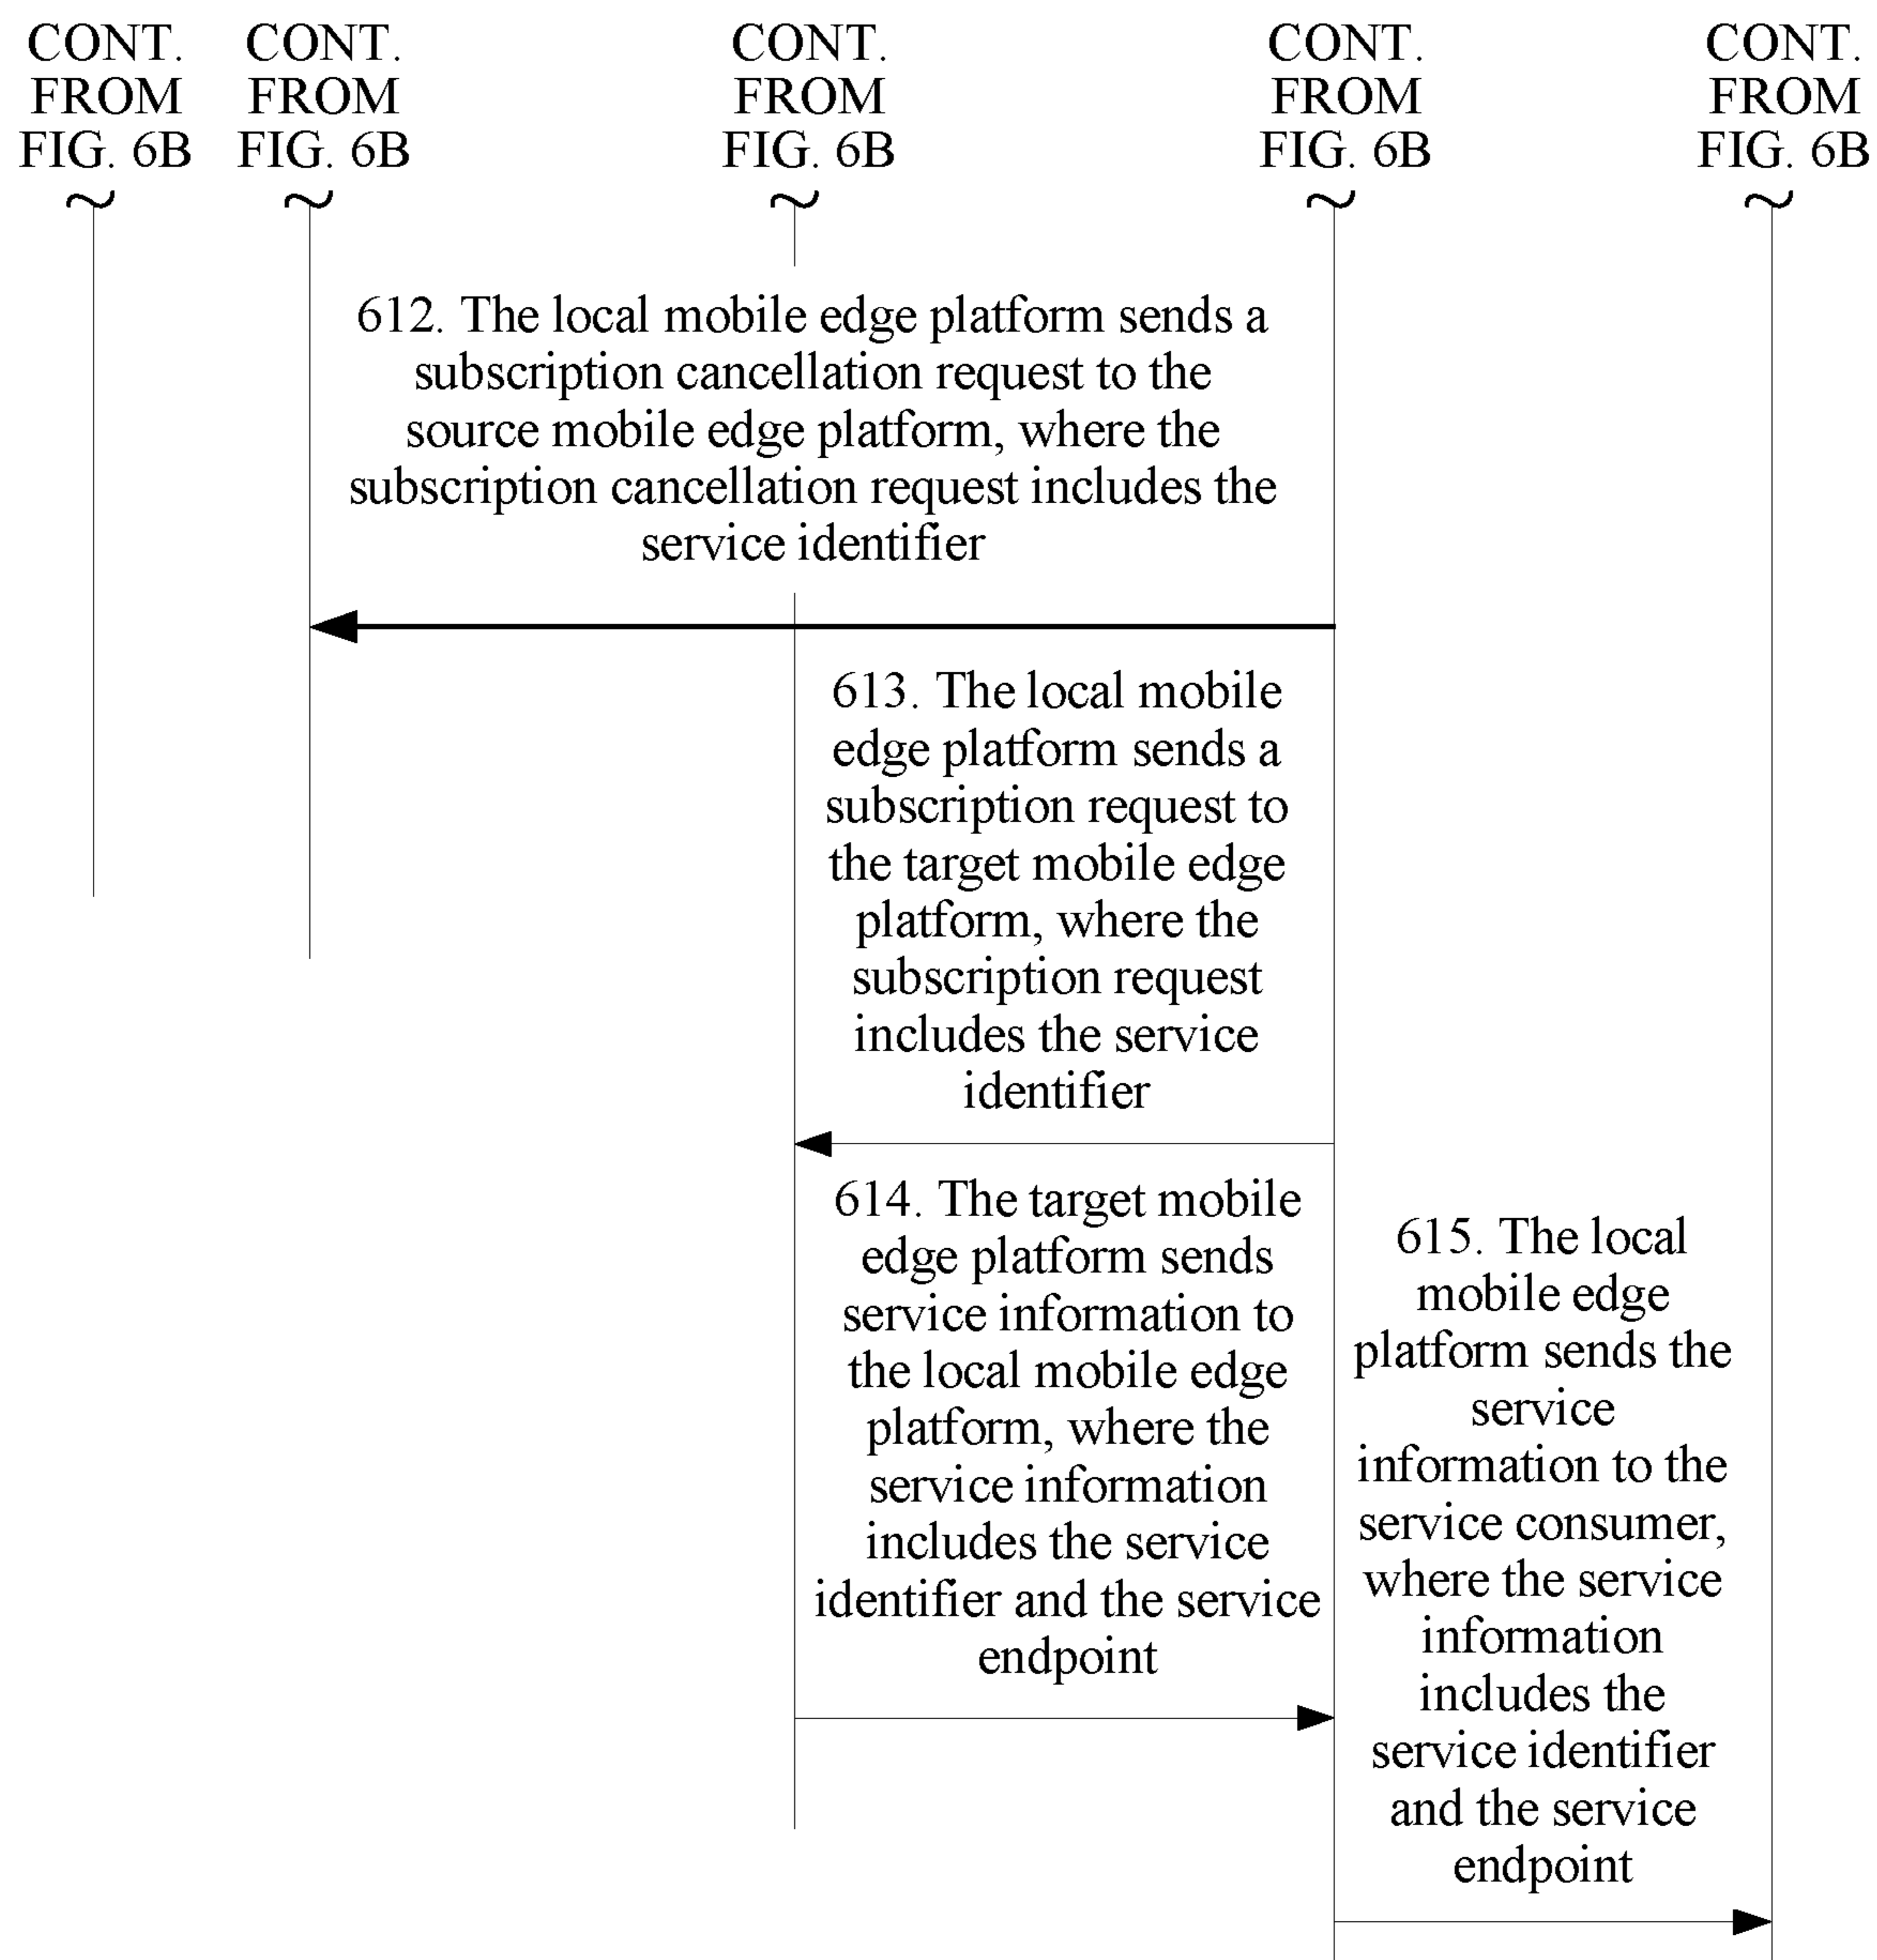 CONT.
FROM
FIG. 6B
CONT.
FROM
FIG. 6B
CONT.
FROM
FIG. 6B
CONT.
FROM
FIG. 6B
CONT.
FROM
FIG. 6B
612. The local mobile edge platform sends a
subscription cancellation request to the
source mobile edge platform, where the
subscription cancellation request includes the
service identifier
613. The local mobile
edge platform sends a
subscription request to
the target mobile edge
platform, where the
subscription request
includes the service
identifier
614. The target mobile
edge platform sends
service information to
the local mobile edge
platform, where the
service information
includes the service
identifier and the service
endpoint
615. The local
mobile edge
platform sends the
service
information to the
service consumer,
where the service
information
includes the
service identifier
and the service
endpoint